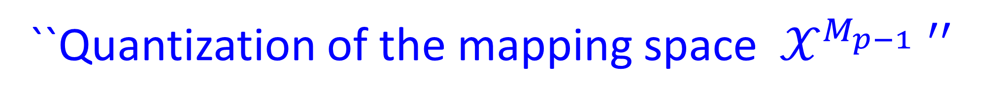 ``Quantization of the mapping space 𝒳^{M_{p−1}} ′′